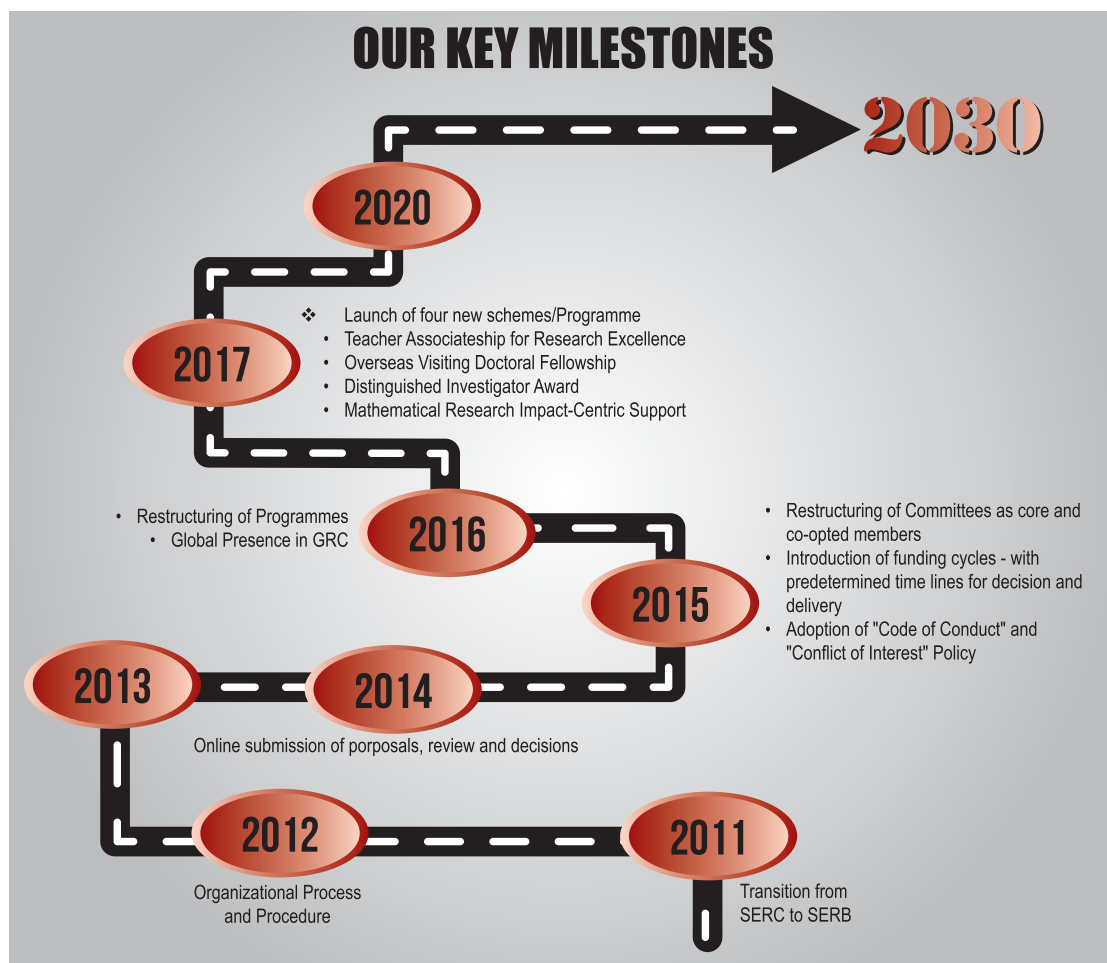 OUR KEY MILESTONES
2030
2020
2017
❖ Launch of four new schemes/Programme
• Teacher Associateship for Research Excellence
• Overseas Visiting Doctoral Fellowship
• Distinguished Investigator Award
• Mathematical Research Impact-Centric Support
2016
• Restructuring of Programmes
• Global Presence in GRC
2015
• Restructuring of Committees as core and
co-opted members
• Introduction of funding cycles - with
predetermined time lines for decision and
delivery
• Adoption of "Code of Conduct" and
"Conflict of Interest" Policy
2013
2014
Online submission of porposals, review and decisions
2012
Organizational Process
and Procedure
2011
Transition from
SERC to SERB